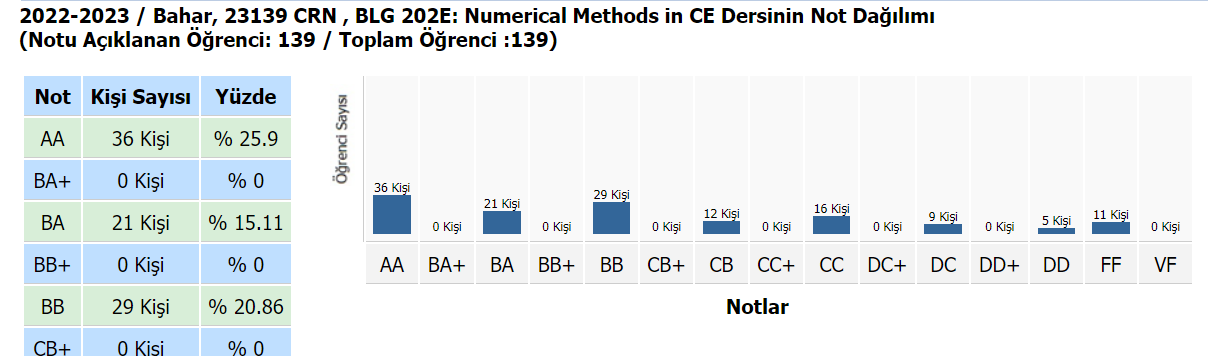 2022-2023 / Bahar, 23139 CRN , BLG 202E: Numerical Methods in CE Dersinin Not Dağılımı
(Notu Açıklanan Öğrenci: 139 / Toplam Öğrenci :139)
Not Kişi Sayısı Yüzde
AA 36 Kişi % 25.9
BA+ 0 Kişi % 0
BA 21 Kişi % 15.11
BB+ 0 Kişi % 0
BB 29 Kişi % 20.86
CB+ 0 Kişi % 0
Öğrenci Sayısı
36 Kişi 0 Kişi 21 Kişi 0 Kişi 29 Kişi 0 Kişi 12 Kişi 0 Kişi 16 Kişi 0 Kişi 9 Kişi 0 Kişi 5 Kişi 11 Kişi 0 Kişi
AA BA+ BA BB+ BB CB+ CB CC+ CC DC+ DC DD+ DD FF VF
Notlar